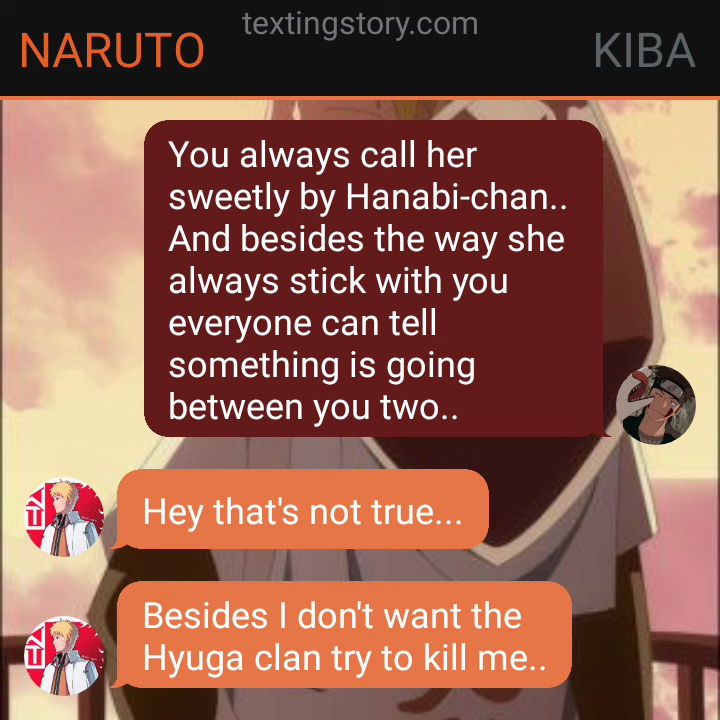 textingstory.com
NARUTO
KIBA
You always call her
sweetly by Hanabi-chan..
And besides the way she
always stick with you
everyone can tell
something is going
between you two..
Hey that's not true...
Besides I don't want the
Hyuga clan try to kill me..